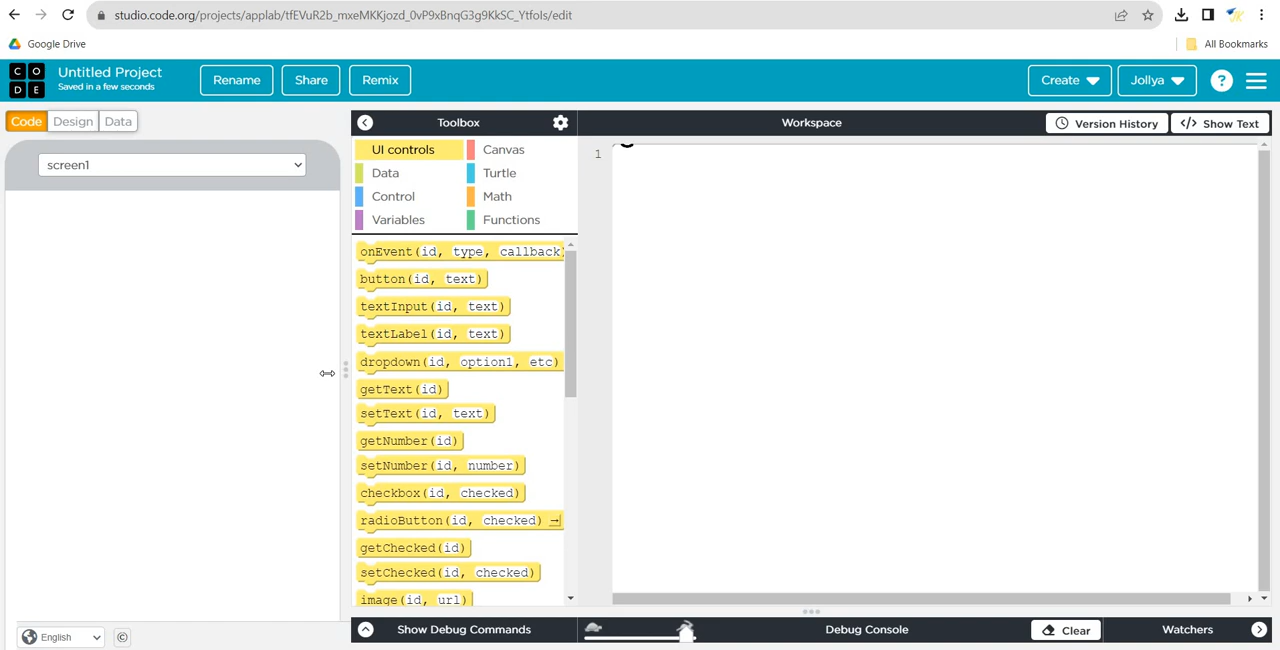 studio.code.org/projects/applab/tfEVuR2b_mxeMKKjozd_0vP9xBnqG3g9KkSC_Ytfols/edit
Google Drive
All Bookmarks
CODE
Untitled Project
Saved in a few seconds
Rename
Share
Remix
Create
Jollya
?
Code
Design
Data
Toolbox
Workspace
Version History
</> Show Text
screen1
UI controls
Canvas
Data
Turtle
Control
Math
Variables
Functions
1
onEvent(id, type, callback)
button(id, text)
textInput(id, text)
textLabel(id, text)
dropdown(id, option1, etc)
getText(id)
setText(id, text)
getNumber(id)
setNumber(id, number)
checkbox(id, checked)
radioButton(id, checked)
getChecked(id)
setChecked(id, checked)
image(id, url)
English
©
Show Debug Commands
Debug Console
Clear
Watchers